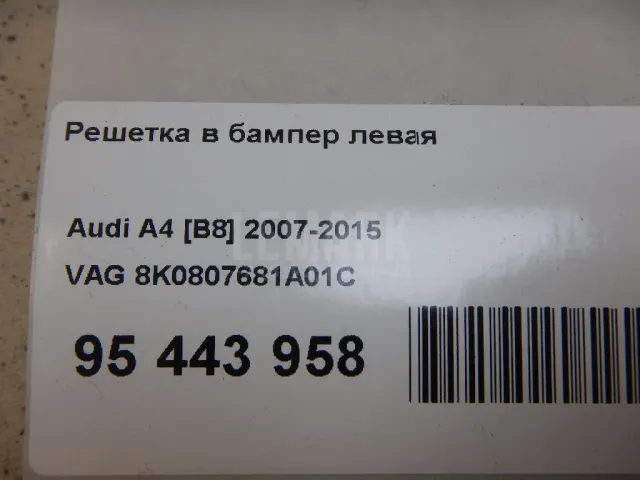 Решетка в бампер левая
Audi A4 [B8] 2007-2015
VAG 8K0807681A01C
95 443 958